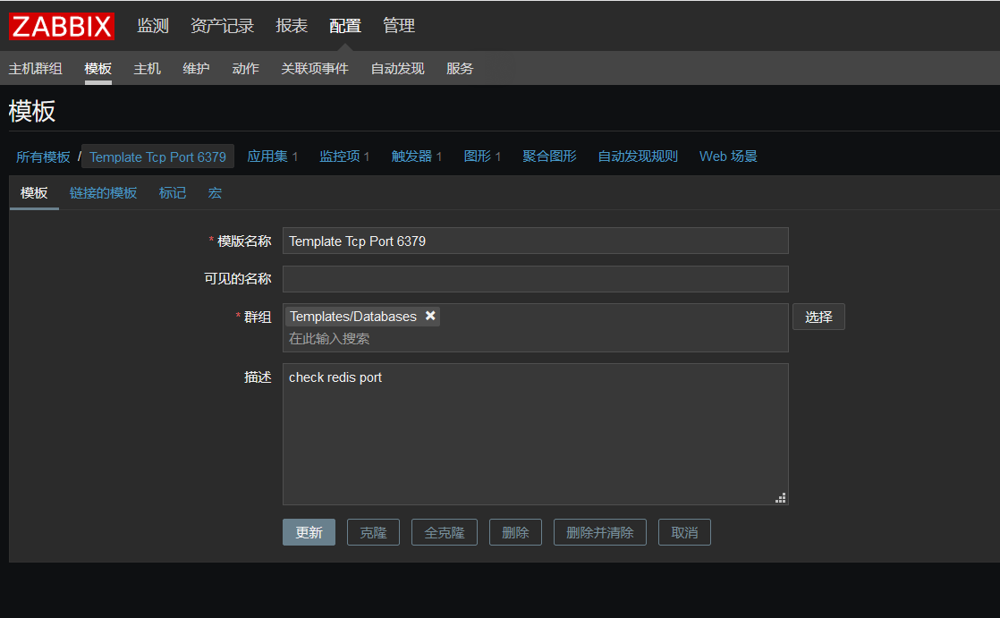 ZABBIX 监测 资产记录 报表 配置 管理
主机群组 模板 主机 维护 动作 关联项事件 自动发现 服务
模板
所有模板 / Template Tcp Port 6379 应用集 1 监控项 1 触发器 1 图形 1 聚合图形 自动发现规则 Web 场景
模板 链接的模板 标记 宏
* 模版名称 Template Tcp Port 6379
可见的名称
* 群组 Templates/Databases ✖ 选择
在此输入搜索
描述 check redis port
更新 克隆 全克隆 删除 删除并清除 取消